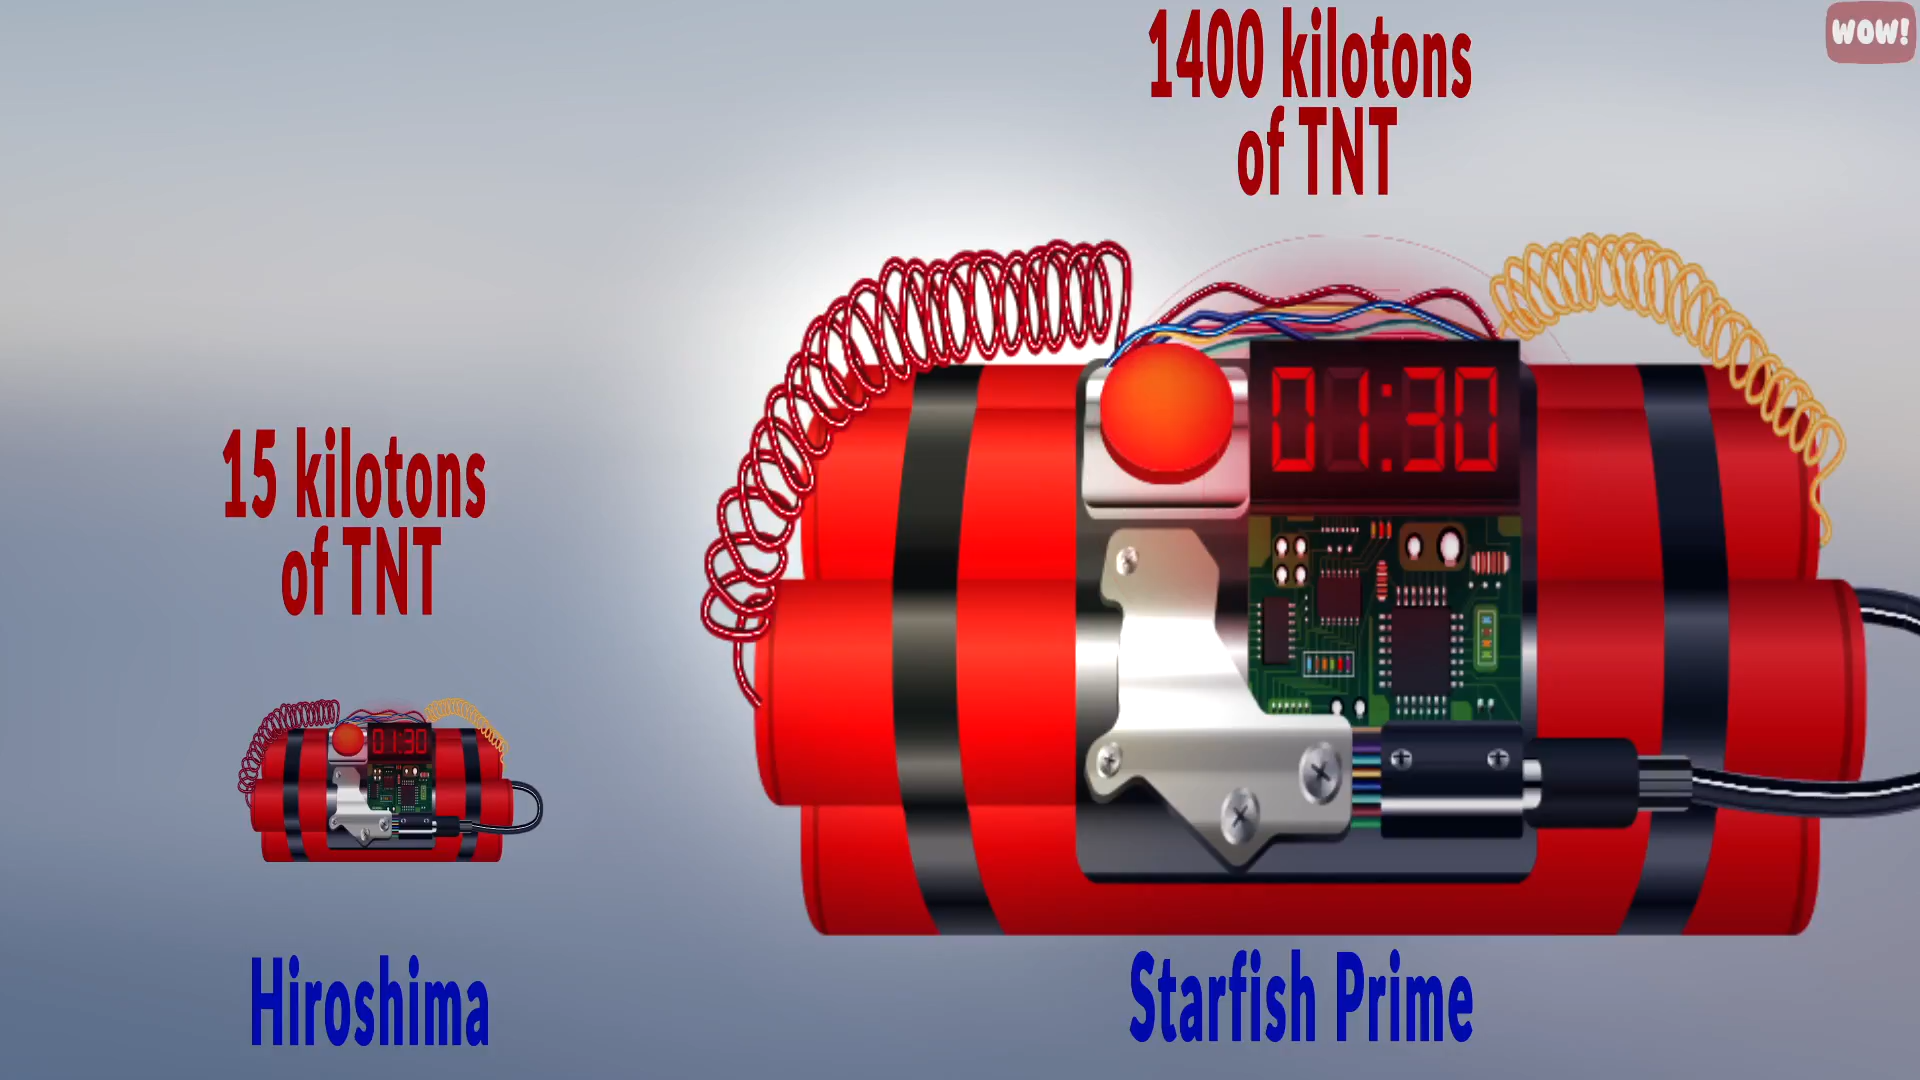 WOW!
1400 kilotons
of TNT
01:30
15 kilotons
of TNT
01:30
Hiroshima
Starfish Prime